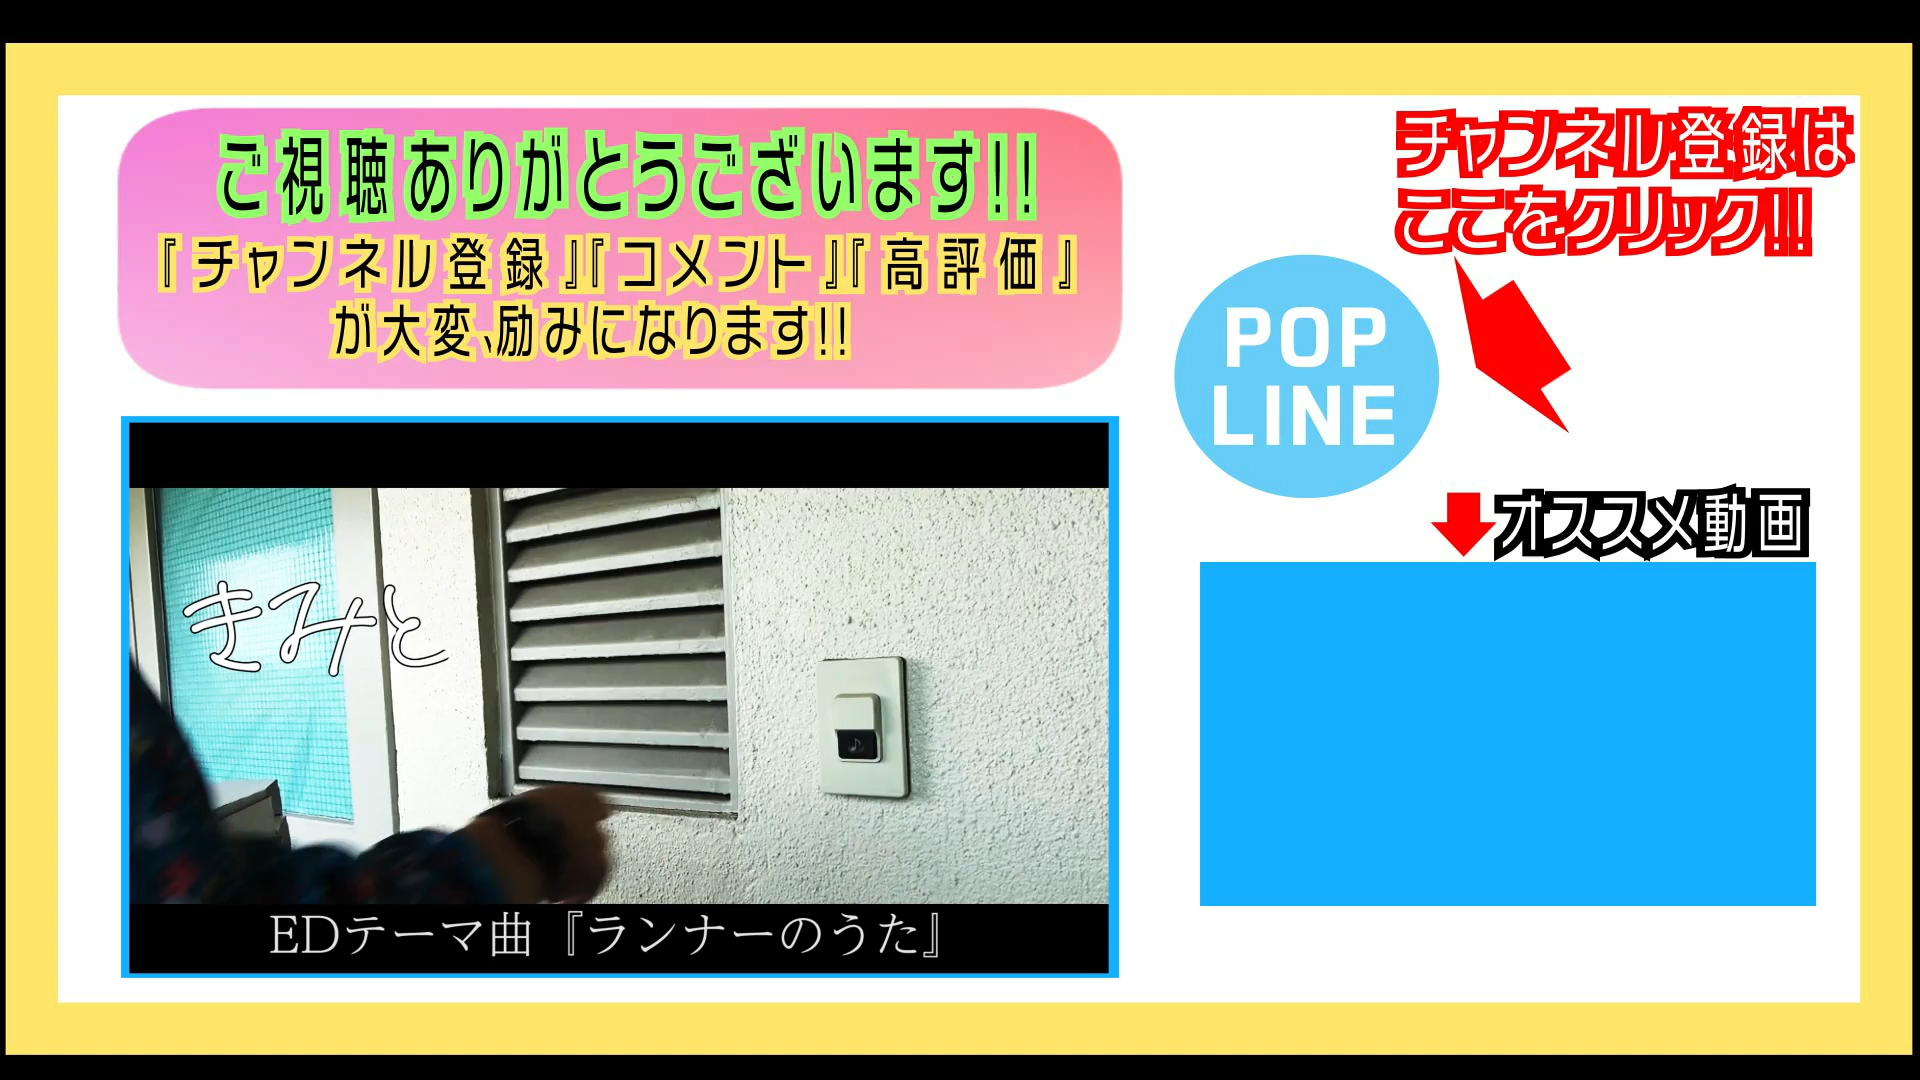 ご視聴ありがとうございます!!
『チャンネル登録』『コメント』『高評価』
が大変、励みになります!!
チャンネル登録は
ここをクリック!!
POP
LINE
オススメ動画
きみと
EDテーマ曲『ランナーのうた』